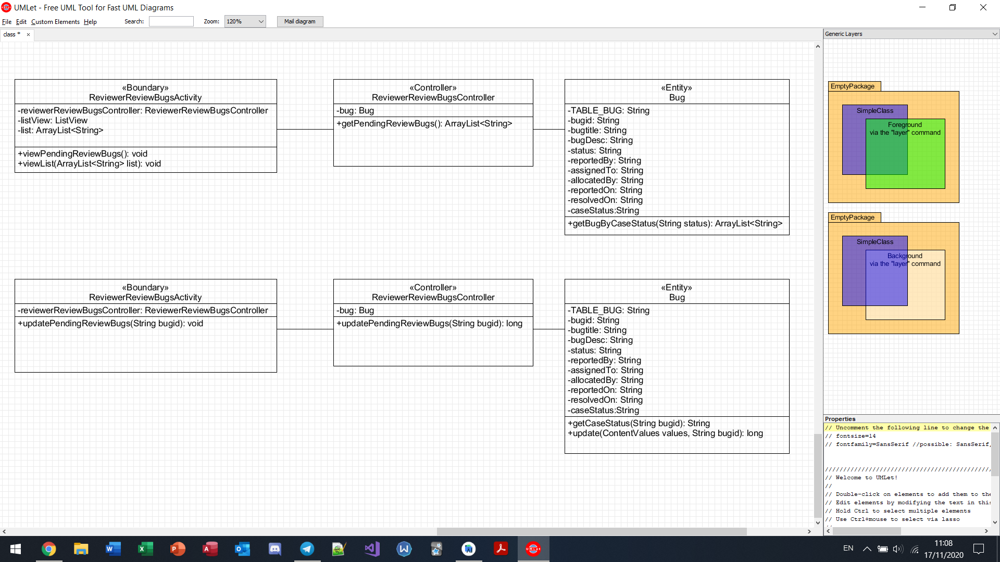 UMLet - Free UML Tool for Fast UML Diagrams
File Edit Custom Elements Help Search: Zoom: 120% Mail diagram
class *
Generic Layers
«Boundary»
ReviewerReviewBugsActivity
-reviewerReviewBugsController: ReviewerReviewBugsController
-listView: ListView
-list: ArrayList<String>
+viewPendingReviewBugs(): void
+viewList(ArrayList<String> list): void
«Controller»
ReviewerReviewBugsController
-bug: Bug
+getPendingReviewBugs(): ArrayList<String>
«Entity»
Bug
-TABLE_BUG: String
-bugid: String
-bugtitle: String
-bugDesc: String
-status: String
-reportedBy: String
-assignedTo: String
-allocatedBy: String
-reportedOn: String
-resolvedOn: String
-caseStatus:String
+getBugByCaseStatus(String status): ArrayList<String>
«Boundary»
ReviewerReviewBugsActivity
-reviewerReviewBugsController: ReviewerReviewBugsController
+updatePendingReviewBugs(String bugid): void
«Controller»
ReviewerReviewBugsController
-bug: Bug
+updatePendingReviewBugs(String bugid): long
«Entity»
Bug
-TABLE_BUG: String
-bugid: String
-bugtitle: String
-bugDesc: String
-status: String
-reportedBy: String
-assignedTo: String
-allocatedBy: String
-reportedOn: String
-resolvedOn: String
-caseStatus:String
+getCaseStatus(String bugid): String
+update(ContentValues values, String bugid): long
EmptyPackage
SimpleClass
Foreground
via the "layer" command
EmptyPackage
SimpleClass
Background
via the "layer" command
Properties
// Uncomment the following line to change the
// fontsize=14
// fontfamily=SansSerif //possible: SansSerif,
//////////////////////////////////////////////
// Welcome to UMLet!
//
// Double-click on elements to add them to the
// Edit elements by modifying the text in this
// Hold Ctrl to select multiple elements
// Use Ctrl+mouse to select via lasso
EN
11:08
17/11/2020